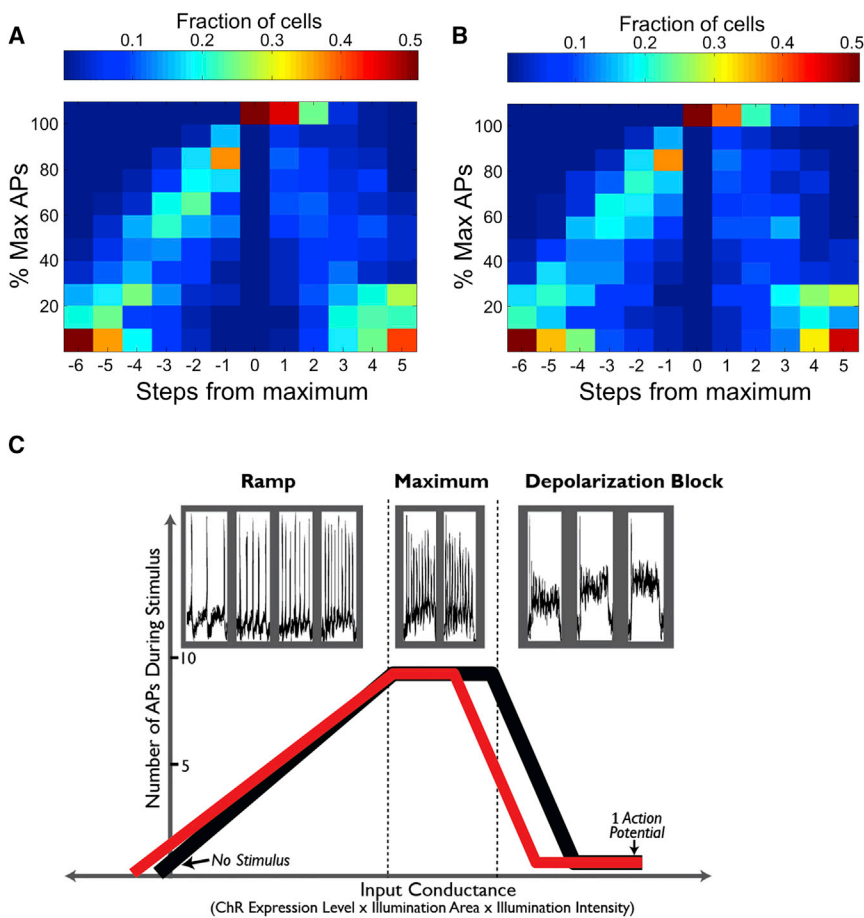 A
Fraction of cells
0.1 0.2 0.3 0.4 0.5
% Max APs
100
80
60
40
20
-6 -5 -4 -3 -2 -1 0 1 2 3 4 5
Steps from maximum
B
Fraction of cells
0.1 0.2 0.3 0.4 0.5
% Max APs
100
80
60
40
20
-6 -5 -4 -3 -2 -1 0 1 2 3 4 5
Steps from maximum
C
Ramp
Maximum
Depolarization Block
Number of APs During Stimulus
10
5
No Stimulus
1 Action
Potential
Input Conductance
(ChR Expression Level x Illumination Area x Illumination Intensity)